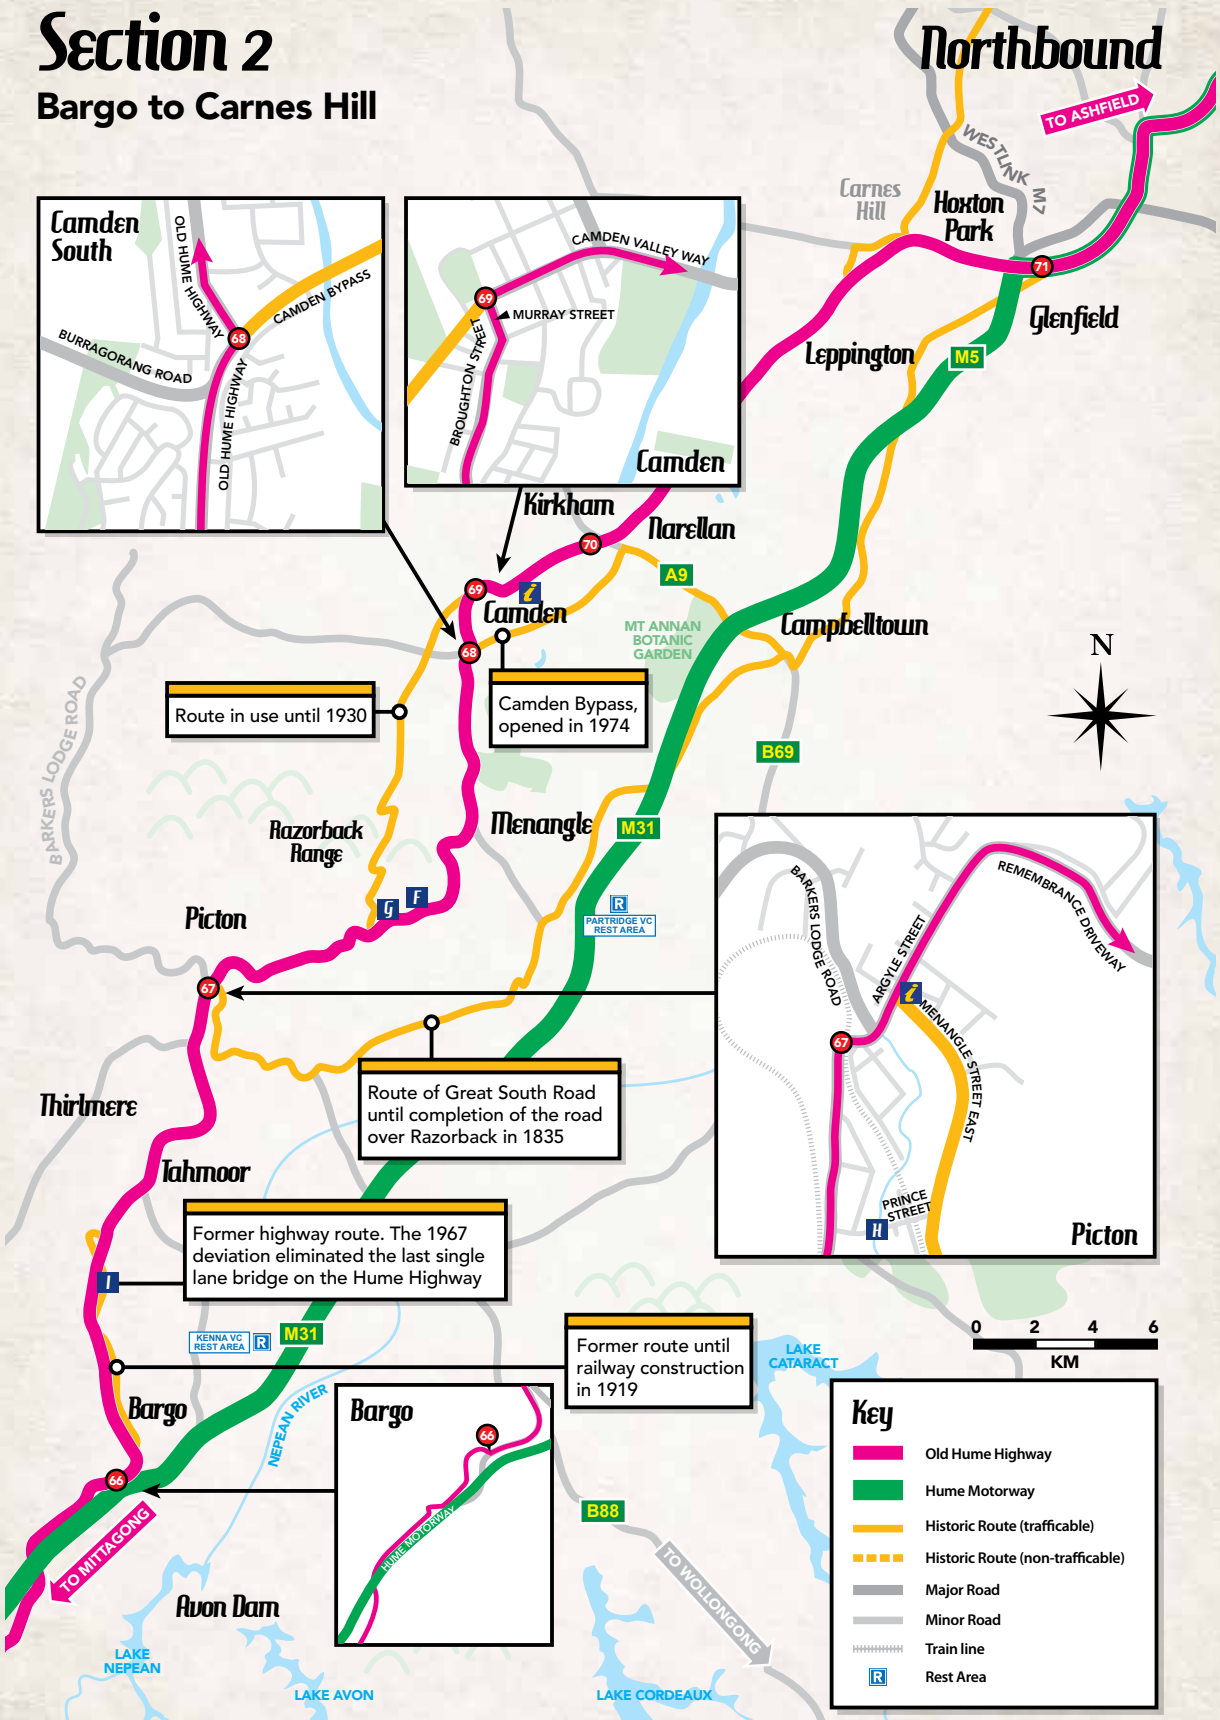 Section 2
Bargo to Carnes Hill
Northbound
TO ASHFIELD
WESTLINK M7
Carnes
Hill
Hoxton
Park
71
Glenfield
Leppington
M5
Camden
South
OLD HUME HIGHWAY
CAMDEN BYPASS
68
BURRAGORANG ROAD
OLD HUME HIGHWAY
CAMDEN VALLEY WAY
69
MURRAY STREET
BROUGHTON STREET
Camden
Kirkham
Narellan
70
A9
69
i
Camden
68
MT ANNAN
BOTANIC
GARDEN
Campbelltown
N
Route in use until 1930
Camden Bypass,
opened in 1974
BARKERS LODGE ROAD
B69
Razorback
Range
Menangle
M31
F
G
R
PARTRIDGE VC
REST AREA
Picton
67
BARKERS LODGE ROAD
REMEMBRANCE DRIVEWAY
ARGYLE STREET
i
MENANGLE STREET EAST
67
PRINCE
STREET
H
Picton
Route of Great South Road
until completion of the road
over Razorback in 1835
Thirlmere
Tahmoor
Former highway route. The 1967
deviation eliminated the last single
lane bridge on the Hume Highway
I
KENNA VC
REST AREA
R
M31
Former route until
railway construction
in 1919
LAKE
CATARACT
0 2 4 6
KM
Bargo
NEPEAN RIVER
66
TO MITTAGONG
Bargo
66
HUME MOTORWAY
B88
TO WOLLONGONG
Avon Dam
LAKE
NEPEAN
LAKE AVON
LAKE CORDEAUX
Key
Old Hume Highway
Hume Motorway
Historic Route (trafficable)
Historic Route (non-trafficable)
Major Road
Minor Road
Train line
R
Rest Area